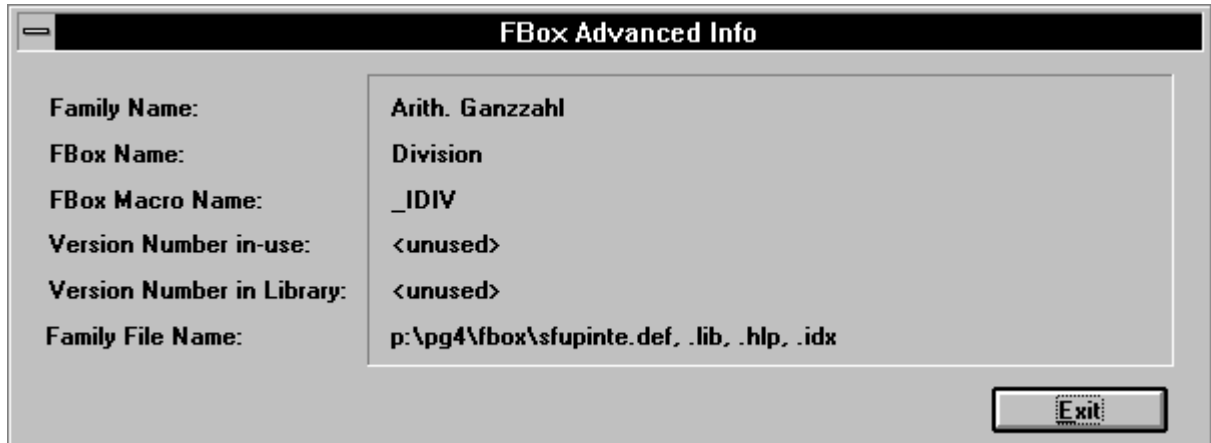 FBox Advanced Info
Family Name: Arith. Ganzzahl
FBox Name: Division
FBox Macro Name: _IDIV
Version Number in-use: <unused>
Version Number in Library: <unused>
Family File Name: p:\pg4\fbox\sfupinte.def, .lib, .hlp, .idx
Exit